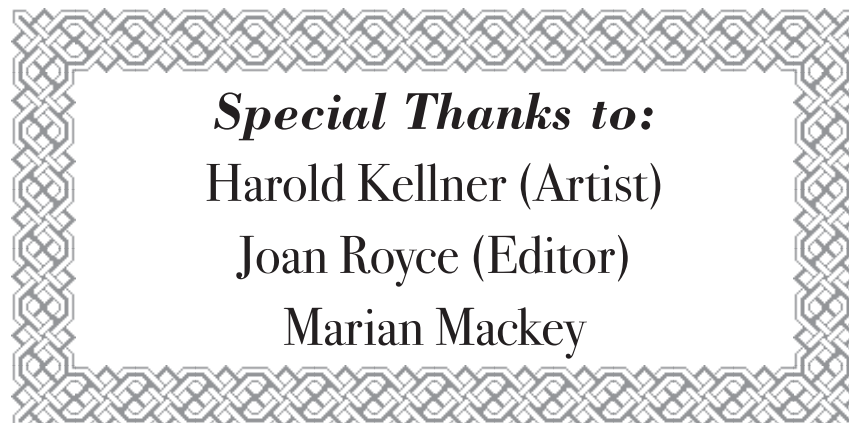 Special Thanks to:
Harold Kellner (Artist)
Joan Royce (Editor)
Marian Mackey